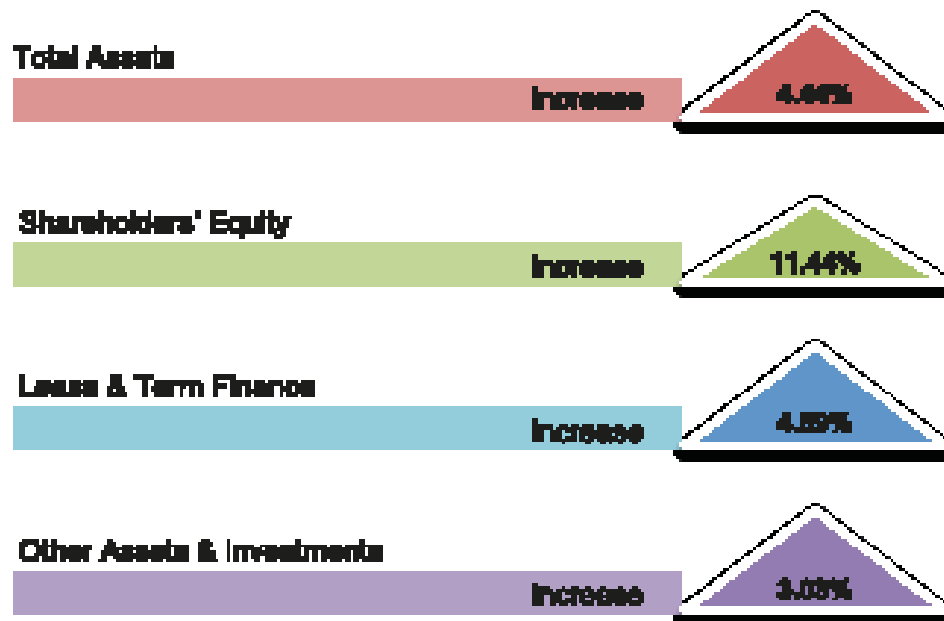 Total Assets
Increase
Shareholders' Equity
Increase
11.44%
Lease & Term Finance
Increase
Other Assets & Investments
Increase